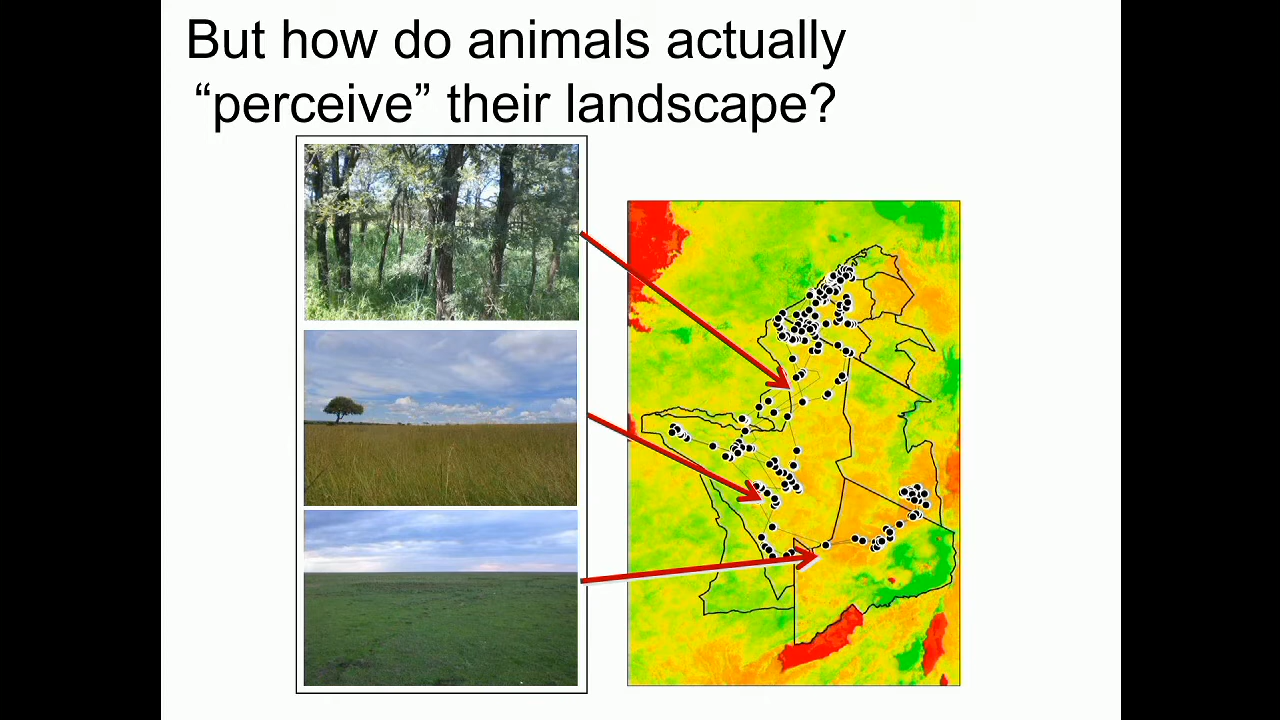 But how do animals actually
“perceive” their landscape?